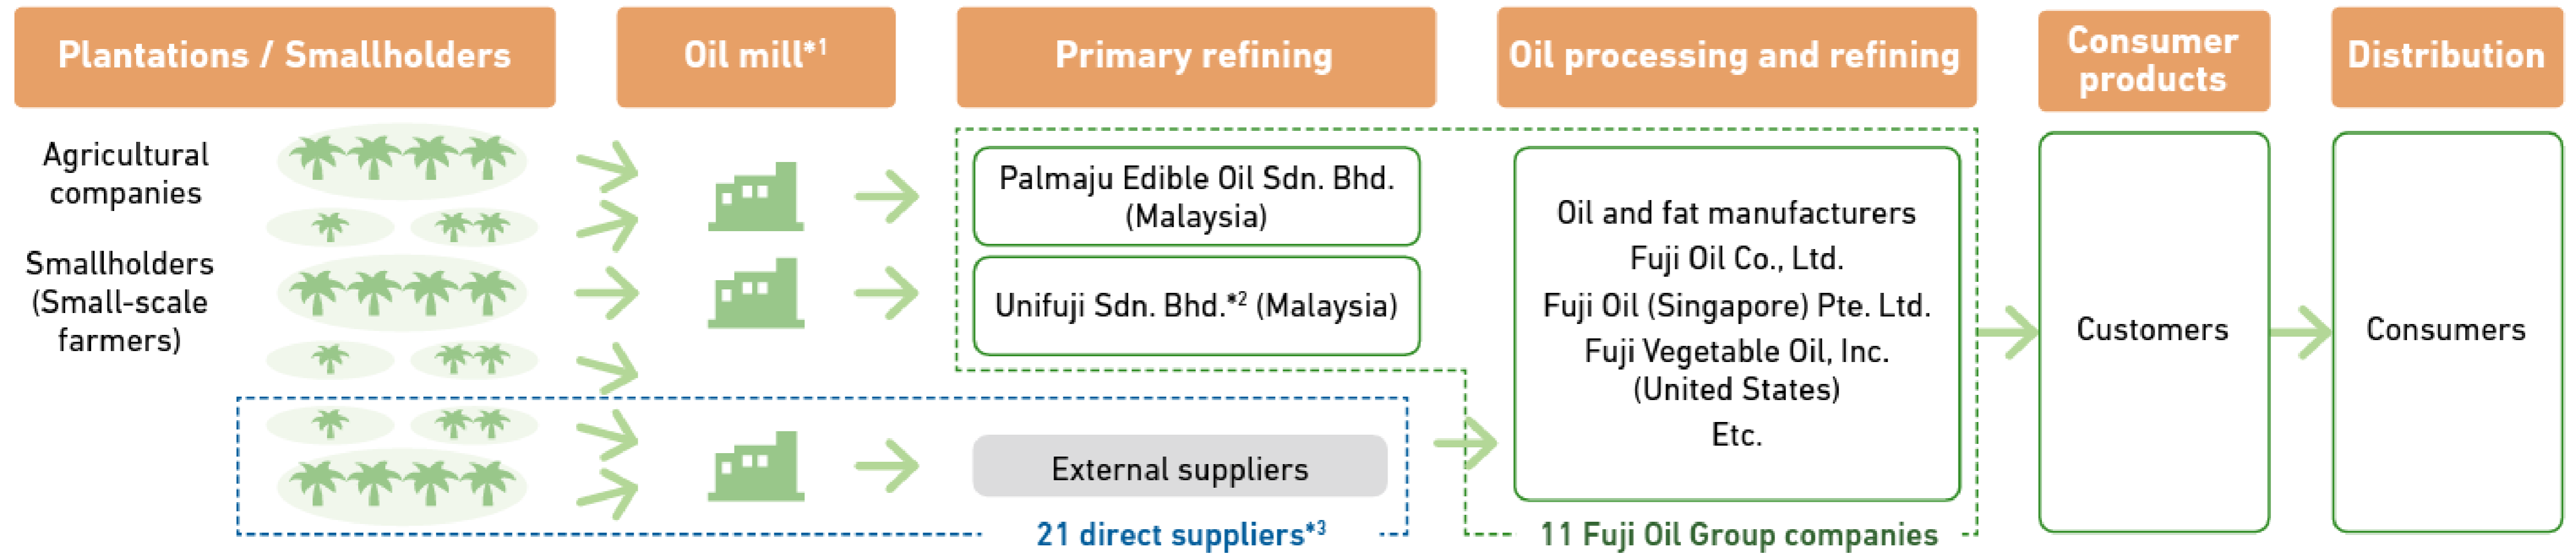 Plantations / Smallholders
Oil mill*1
Primary refining
Oil processing and refining
Consumer
products
Distribution
Agricultural
companies
Smallholders
(Small-scale
farmers)
Palmaju Edible Oil Sdn. Bhd.
(Malaysia)
Unifuji Sdn. Bhd.*2 (Malaysia)
External suppliers
21 direct suppliers*3
Oil and fat manufacturers
Fuji Oil Co., Ltd.
Fuji Oil (Singapore) Pte. Ltd.
Fuji Vegetable Oil, Inc.
(United States)
Etc.
11 Fuji Oil Group companies
Customers
Consumers